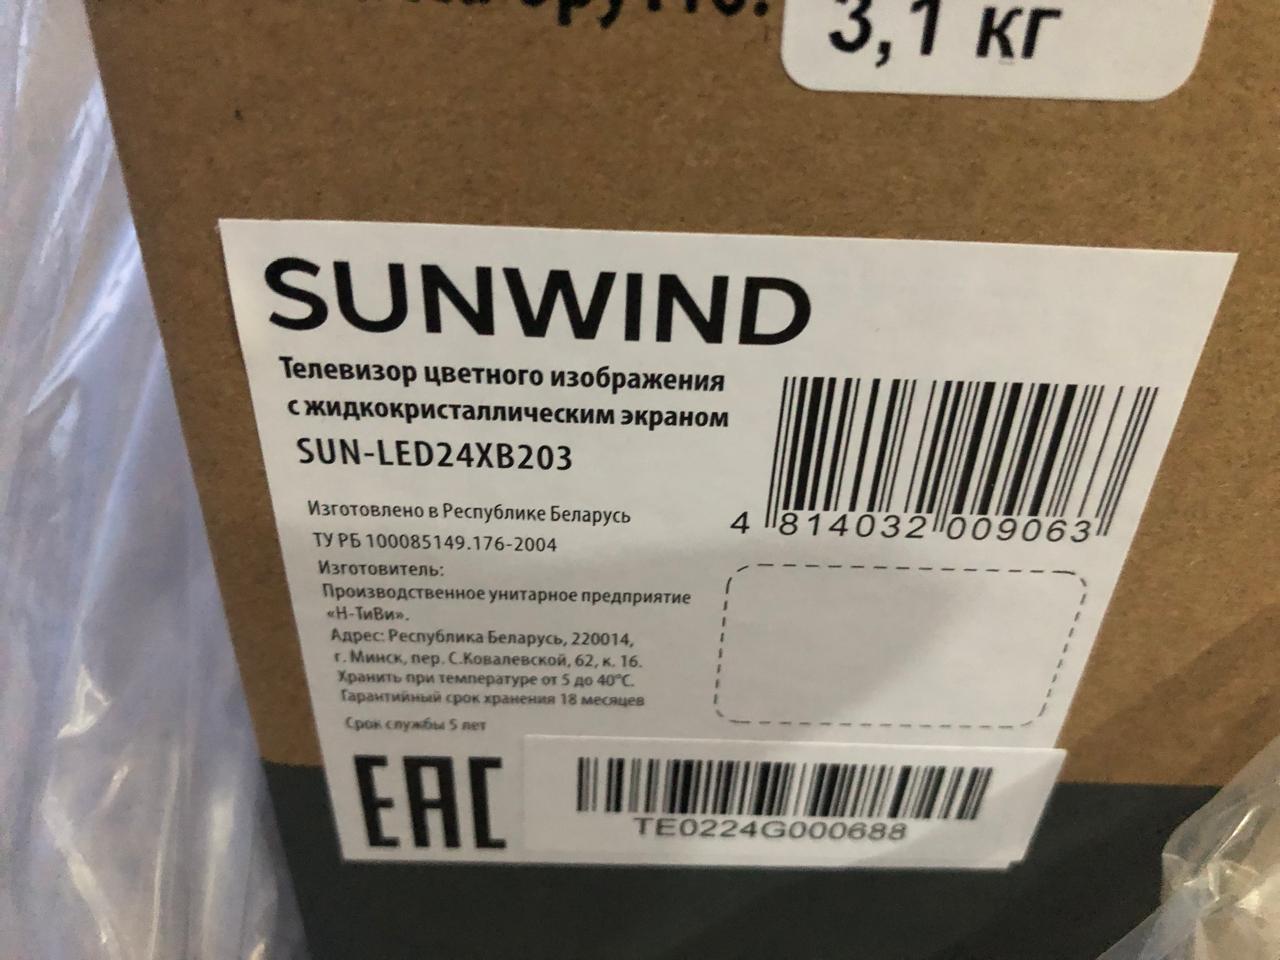 брутто:
3,1 кг
SUNWIND
Телевизор цветного изображения
с жидкокристаллическим экраном
SUN-LED24XB203
Изготовлено в Республике Беларусь
ТУ РБ 100085149.176-2004
Изготовитель:
Производственное унитарное предприятие
«Н-ТиВи».
Адрес: Республика Беларусь, 220014,
г. Минск, пер. С.Ковалевской, 62, к. 16.
Хранить при температуре от 5 до 40°С.
Гарантийный срок хранения 18 месяцев
Срок службы 5 лет
4 814032 009063
EAC
TE0224G000688